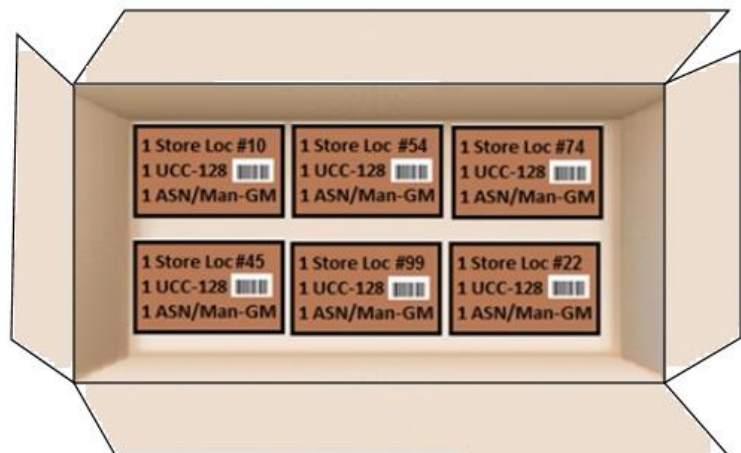 1 Store Loc #10
1 UCC-128
1 ASN/Man-GM
1 Store Loc #54
1 UCC-128
1 ASN/Man-GM
1 Store Loc #74
1 UCC-128
1 ASN/Man-GM
1 Store Loc #45
1 UCC-128
1 ASN/Man-GM
1 Store Loc #99
1 UCC-128
1 ASN/Man-GM
1 Store Loc #22
1 UCC-128
1 ASN/Man-GM